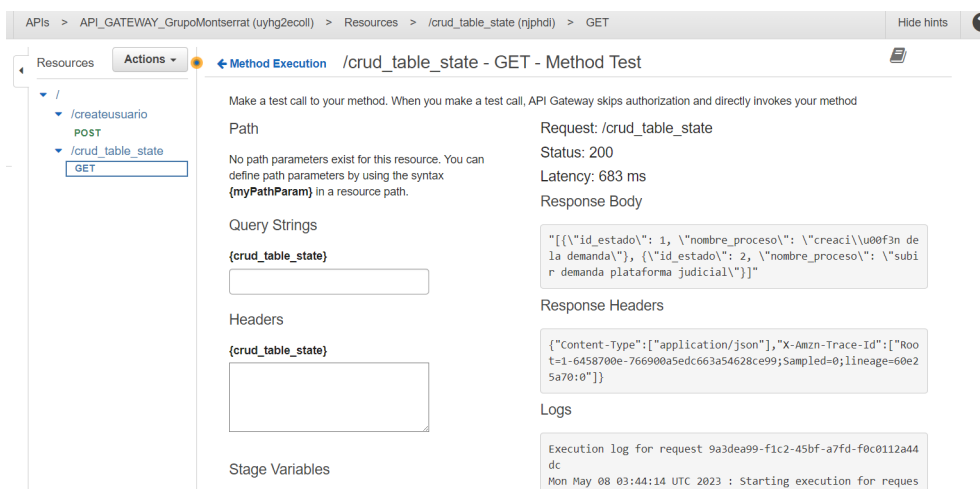 APIs > API_GATEWAY_GrupoMontserrat (uyhg2ecoll) > Resources > /crud_table_state (njphdi) > GET
Hide hints
Resources
Actions
/
/createusuario
POST
/crud_table_state
GET
Method Execution /crud_table_state - GET - Method Test
Make a test call to your method. When you make a test call, API Gateway skips authorization and directly invokes your method
Path
No path parameters exist for this resource. You can
define path parameters by using the syntax
{myPathParam} in a resource path.
Query Strings
{crud_table_state}
Headers
{crud_table_state}
Stage Variables
Request: /crud_table_state
Status: 200
Latency: 683 ms
Response Body
"[{\"id_estado\": 1, \"nombre_proceso\": \"creaci\\u00f3n de
la demanda\"}, {\"id_estado\": 2, \"nombre_proceso\": \"subi
r demanda plataforma judicial\"}]"
Response Headers
{"Content-Type":["application/json"],"X-Amzn-Trace-Id":["Roo
t=1-6458700e-766900a5edc663a54628ce99;Sampled=0;lineage=60e2
5a70:0"]}
Logs
Execution log for request 9a3dea99-f1c2-45bf-a7fd-f0c0112a44
dc
Mon May 08 03:44:14 UTC 2023 : Starting execution for reques